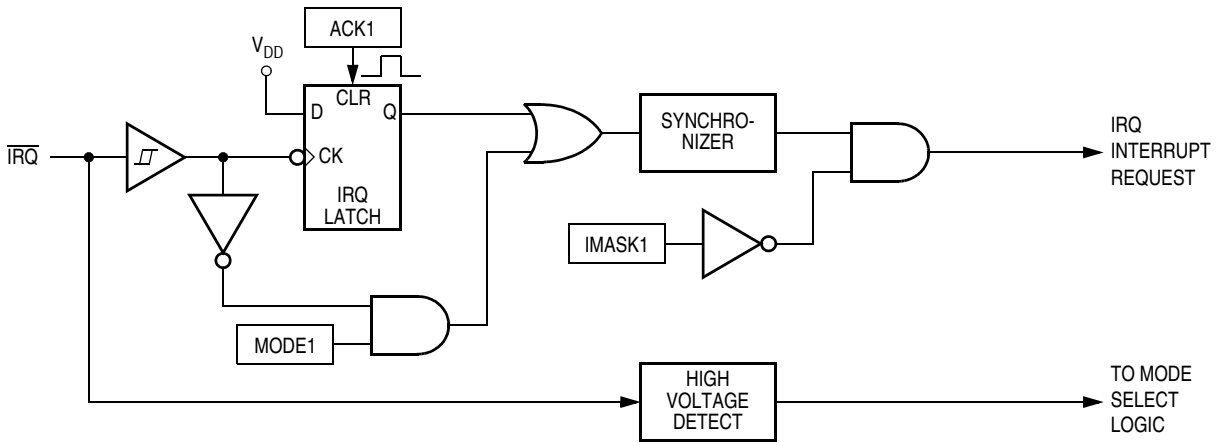 ACK1
V_DD
D
CLR
Q
CK
IRQ
LATCH
I̅R̅Q̅
SYNCHRO-
NIZER
IRQ
INTERRUPT
REQUEST
IMASK1
MODE1
HIGH
VOLTAGE
DETECT
TO MODE
SELECT
LOGIC